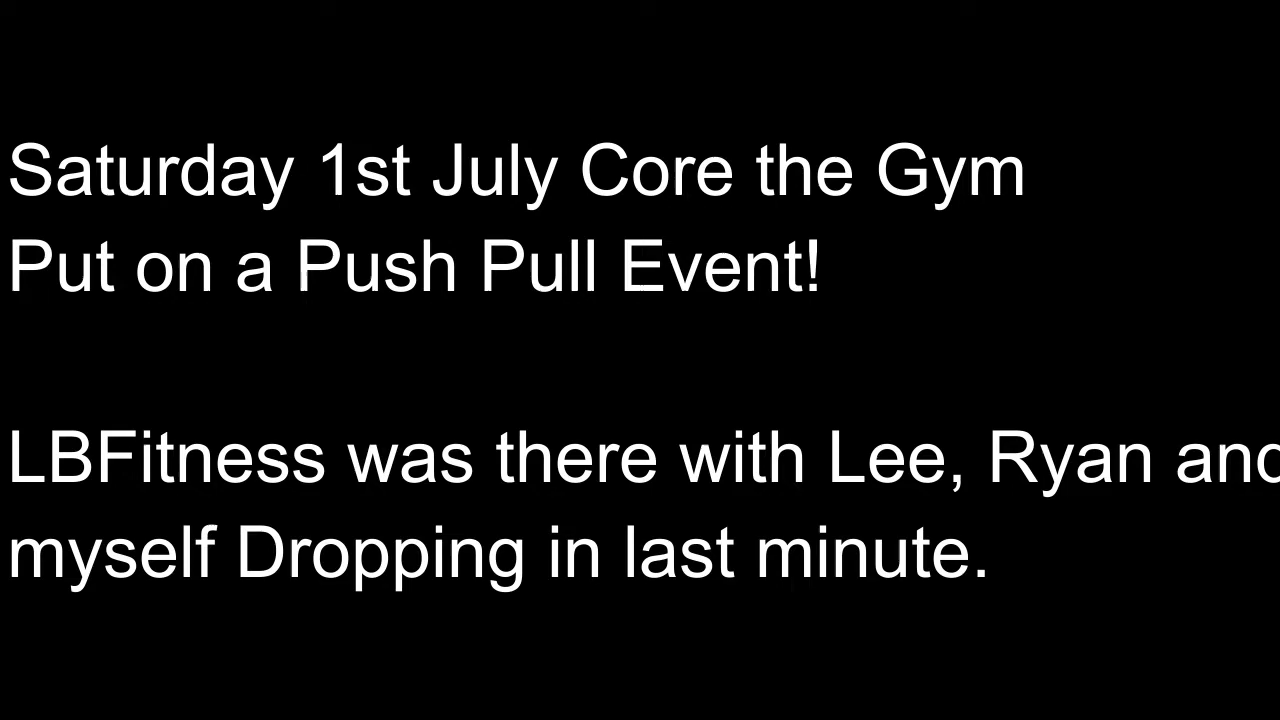 Saturday 1st July Core the Gym
Put on a Push Pull Event!
LBFitness was there with Lee, Ryan and
myself Dropping in last minute.